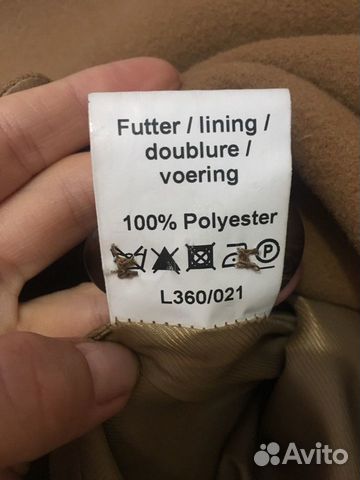 Futter / lining /
doublure /
voering
100% Polyester
P
L360/021
Avito